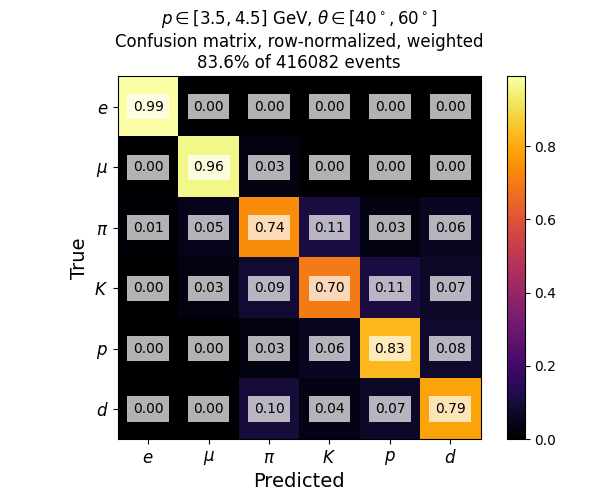 p ∈ [3.5, 4.5] GeV, θ ∈ [40°, 60°]
Confusion matrix, row-normalized, weighted
83.6% of 416082 events
e 0.99 0.00 0.00 0.00 0.00 0.00
μ 0.00 0.96 0.03 0.00 0.00 0.00
π 0.01 0.05 0.74 0.11 0.03 0.06
K 0.00 0.03 0.09 0.70 0.11 0.07
p 0.00 0.00 0.03 0.06 0.83 0.08
d 0.00 0.00 0.10 0.04 0.07 0.79
e μ π K p d
Predicted
True
0.8
0.6
0.4
0.2
0.0